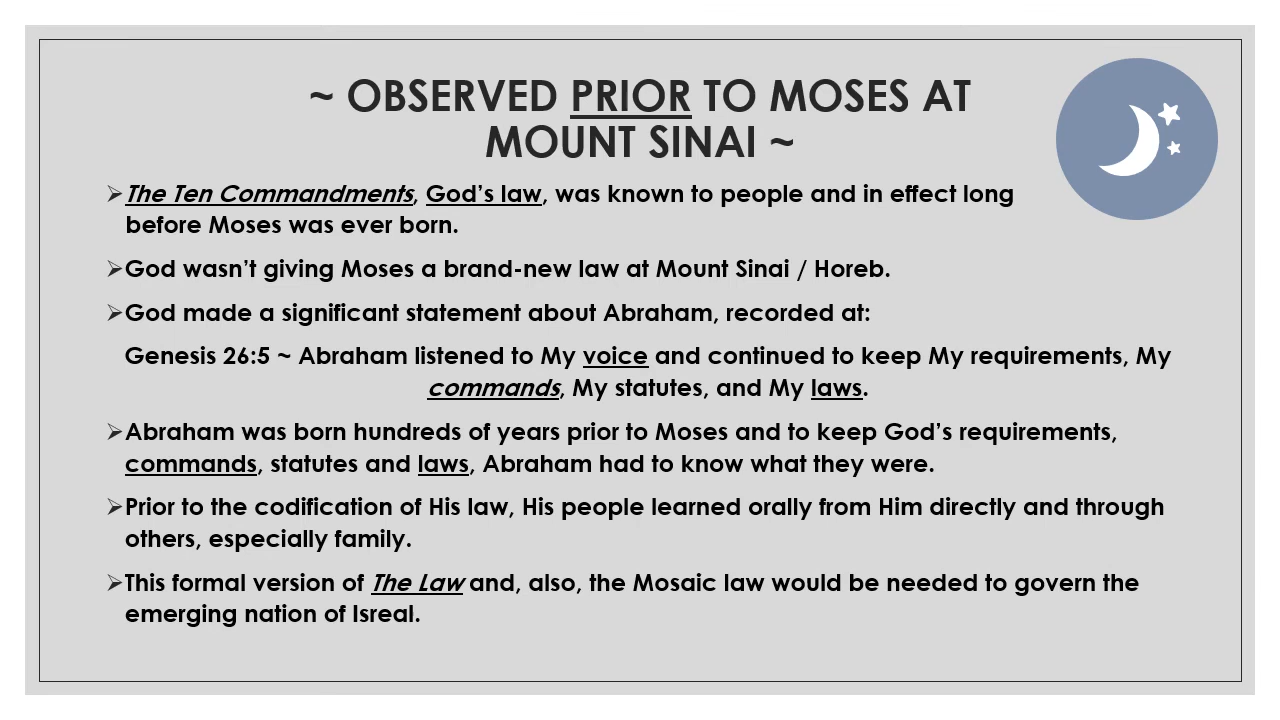 ~ OBSERVED PRIOR TO MOSES AT
MOUNT SINAI ~
➢The Ten Commandments, God’s law, was known to people and in effect long
before Moses was ever born.
➢God wasn’t giving Moses a brand-new law at Mount Sinai / Horeb.
➢God made a significant statement about Abraham, recorded at:
Genesis 26:5 ~ Abraham listened to My voice and continued to keep My requirements, My
commands, My statutes, and My laws.
➢Abraham was born hundreds of years prior to Moses and to keep God’s requirements,
commands, statutes and laws, Abraham had to know what they were.
➢Prior to the codification of His law, His people learned orally from Him directly and through
others, especially family.
➢This formal version of The Law and, also, the Mosaic law would be needed to govern the
emerging nation of Isreal.